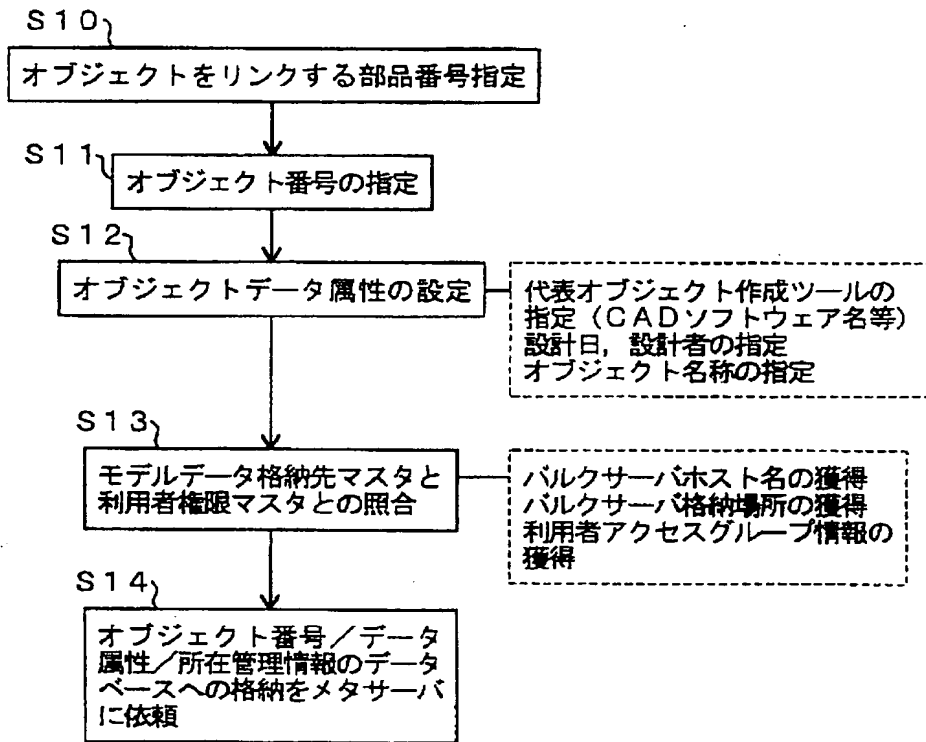 S10
オブジェクトをリンクする部品番号指定
S11
オブジェクト番号の指定
S12
オブジェクトデータ属性の設定
代表オブジェクト作成ツールの
指定(CADソフトウェア名等)
設計日,設計者の指定
オブジェクト名称の指定
S13
モデルデータ格納先マスタと
利用者権限マスタとの照合
バルクサーバホスト名の獲得
バルクサーバ格納場所の獲得
利用者アクセスグループ情報の
獲得
S14
オブジェクト番号/データ
属性/所在管理情報のデータ
ベースへの格納をメタサーバ
に依頼